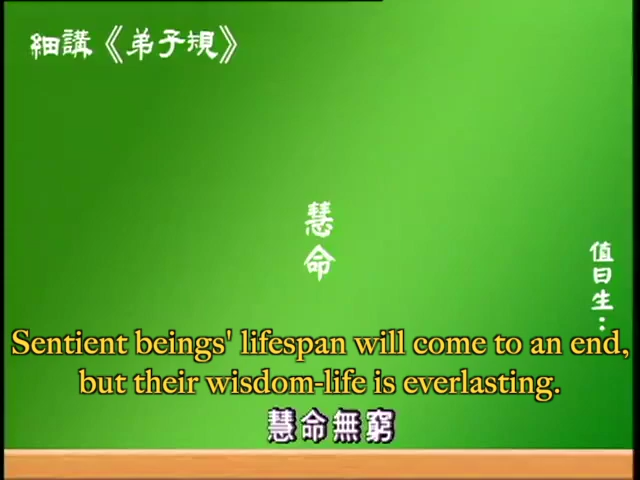 細講《弟子規》
慧命
值日生：
Sentient beings' lifespan will come to an end,
but their wisdom-life is everlasting.
慧命無窮